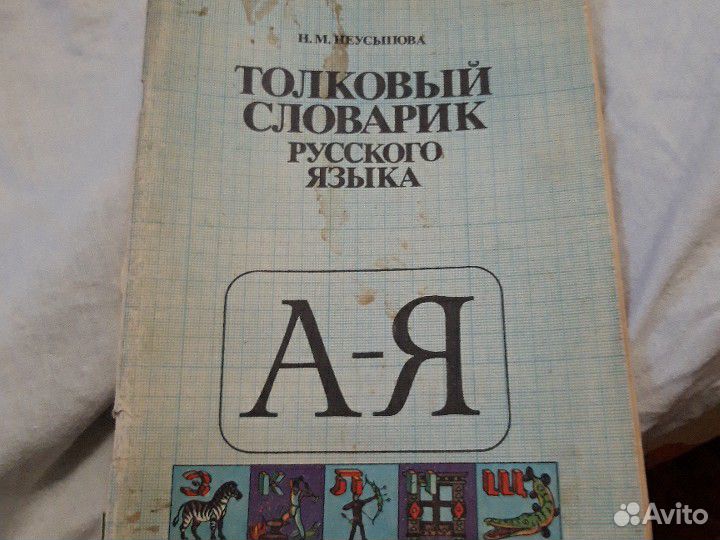 Н. М. НЕУСЫПОВА
ТОЛКОВЫЙ
СЛОВАРИК
РУССКОГО
ЯЗЫКА
А-Я
З К Л Н Щ
Avito